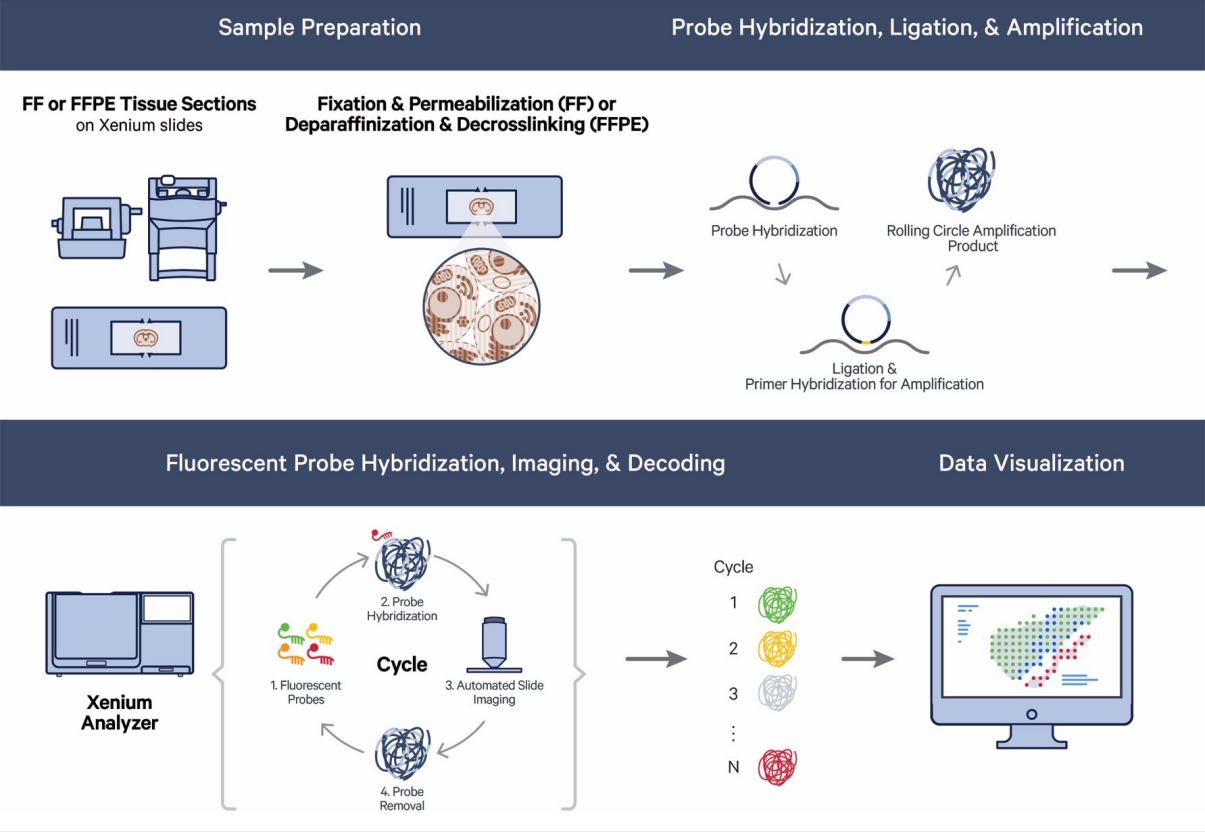 Sample Preparation
Probe Hybridization, Ligation, & Amplification
FF or FFPE Tissue Sections
on Xenium slides
Fixation & Permeabilization (FF) or
Deparaffinization & Decrosslinking (FFPE)
Probe Hybridization
Rolling Circle Amplification
Product
Ligation &
Primer Hybridization for Amplification
Fluorescent Probe Hybridization, Imaging, & Decoding
Data Visualization
Xenium
Analyzer
Cycle
1. Fluorescent
Probes
2. Probe
Hybridization
3. Automated Slide
Imaging
4. Probe
Removal
Cycle
1
2
3
⋮
N